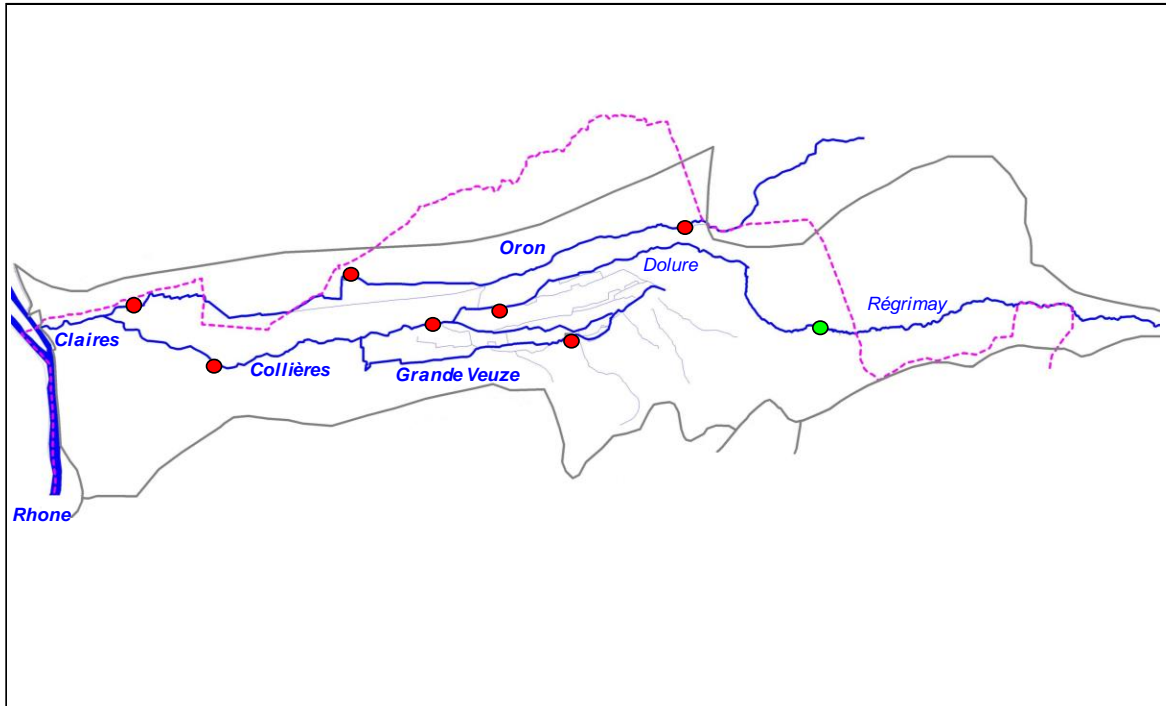 Oron
Dolure
Régrimay
Claires
Collières
Grande Veuze
Rhone